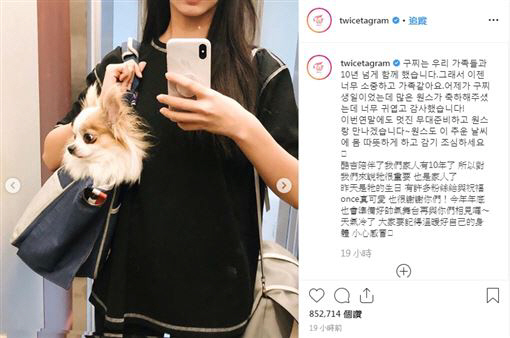 twicetagram • 追蹤
twicetagram 구찌는 우리 가족들과
10년 넘게 함께 했습니다.그래서 이젠
너무 소중하고 가족같아요.어제가 구찌
생일이었는데 많은 원스가 축하해주셨
는데 너무 귀엽고 감사했습니다!
이번연말에도 멋진 무대준비하고 원스
랑 만나겠습니다~원스도 이 추운 날씨
에 몸 따뜻하게 하고 감기 조심하세요
酷吉陪伴了我們家人有10年了 所以對
我們來說牠很重要 也是家人了
昨天是牠的生日 有許多粉絲給與祝福
once真可愛 也很謝謝你們！今年年底
也會準備好帥氣舞台再與你們相見喔～
天氣冷了 大家要記得溫暖好自己的身
體 小心感冒
19 小時
852,714 個讚
19 小時前